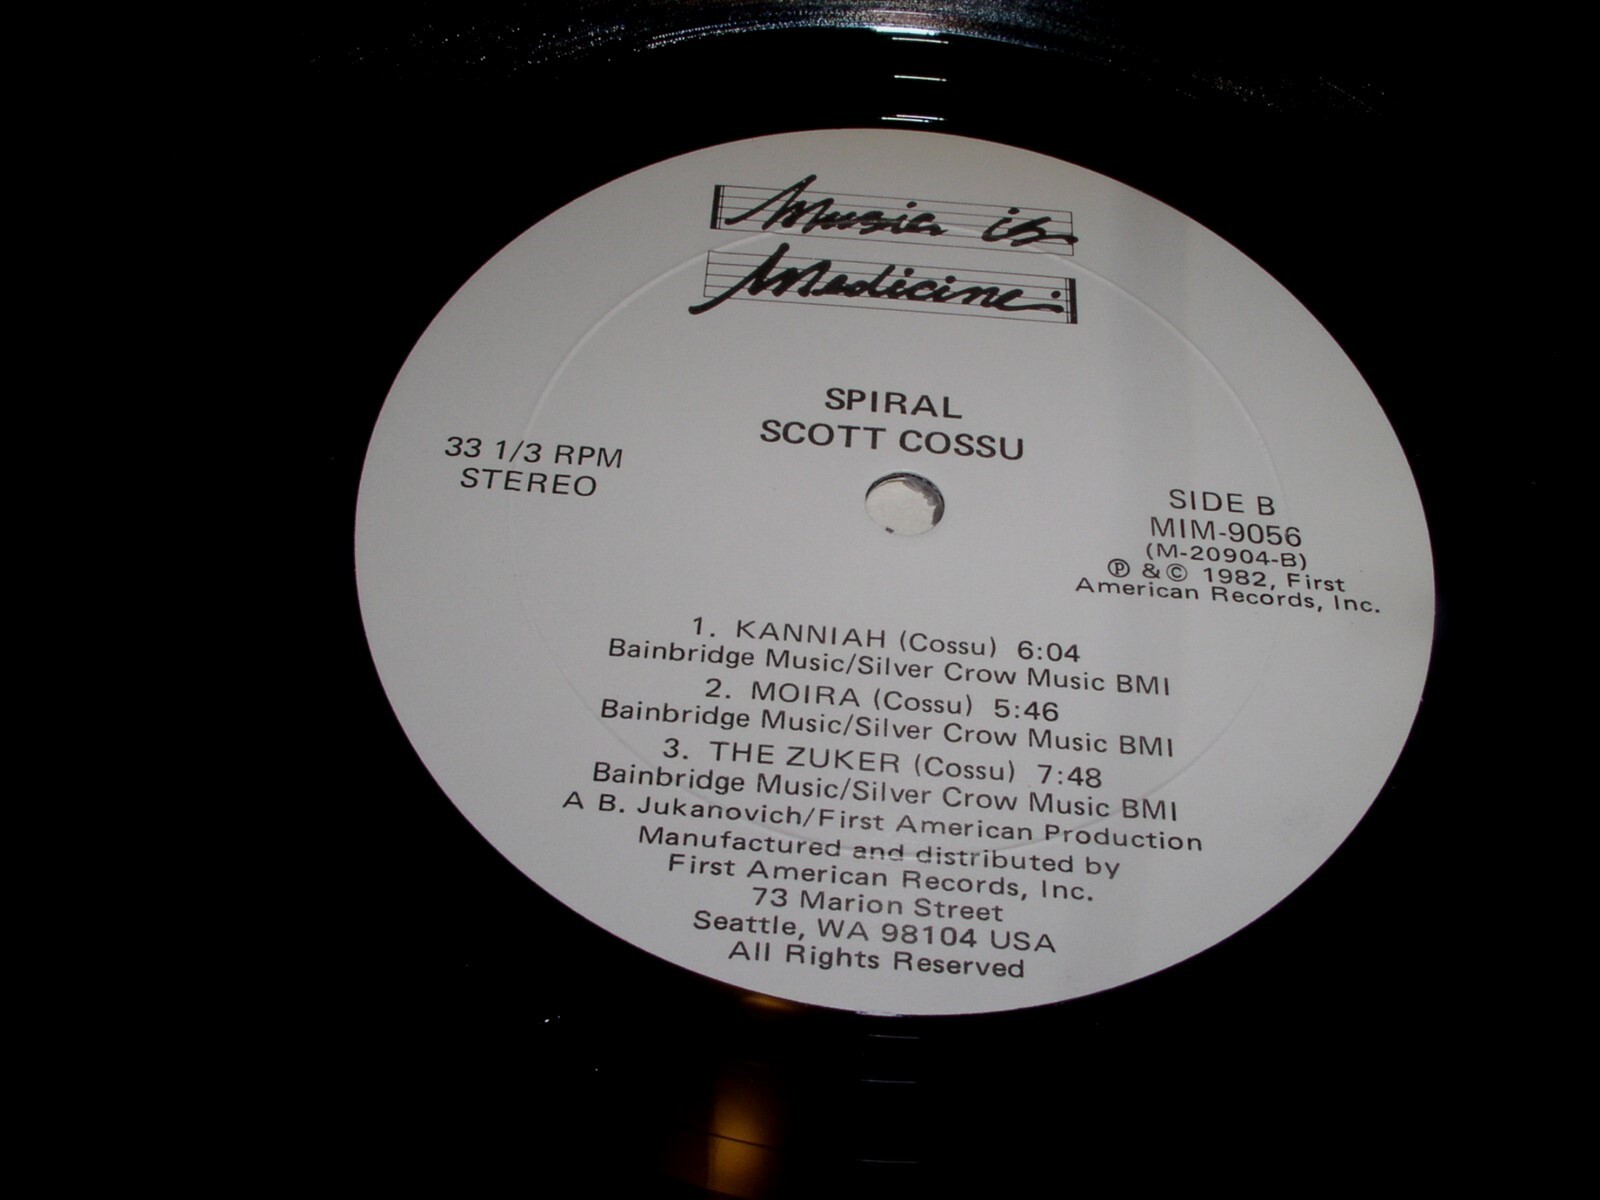 Music is
Medicine
SPIRAL
SCOTT COSSU
33 1/3 RPM
STEREO
SIDE B
MIM-9056
(M-20904-B)
℗ & © 1982, First
American Records, Inc.
1. KANNIAH (Cossu) 6:04
Bainbridge Music/Silver Crow Music BMI
2. MOIRA (Cossu) 5:46
Bainbridge Music/Silver Crow Music BMI
3. THE ZUKER (Cossu) 7:48
Bainbridge Music/Silver Crow Music BMI
A B. Jukanovich/First American Production
Manufactured and distributed by
First American Records, Inc.
73 Marion Street
Seattle, WA 98104 USA
All Rights Reserved